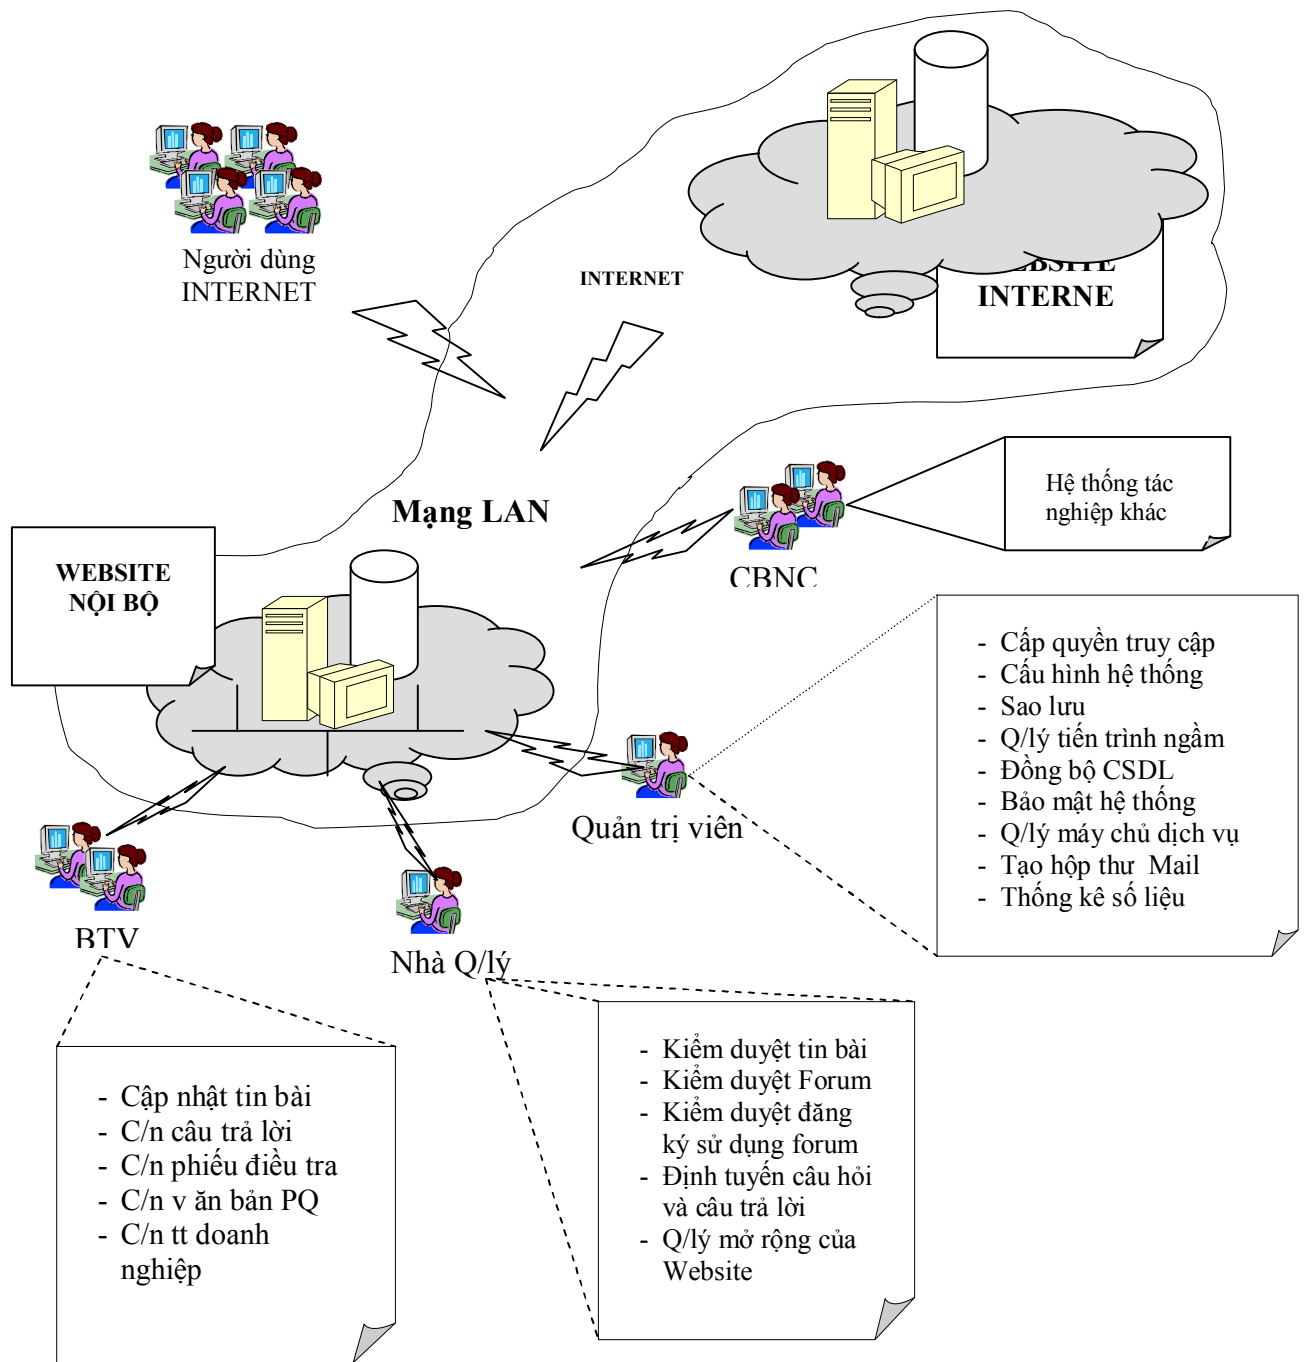 Người dùng
INTERNET
INTERNET
WEBSITE
INTERNE
Mạng LAN
Hệ thống tác
nghiệp khác
CBNC
WEBSITE
NỘI BỘ
- Cấp quyền truy cập
- Cấu hình hệ thống
- Sao lưu
- Q/lý tiến trình ngầm
- Đồng bộ CSDL
- Bảo mật hệ thống
- Q/lý máy chủ dịch vụ
- Tạo hộp thư Mail
- Thống kê số liệu
Quản trị viên
BTV
Nhà Q/lý
- Kiểm duyệt tin bài
- Kiểm duyệt Forum
- Kiểm duyệt đăng
ký sử dụng forum
- Định tuyến câu hỏi
và câu trả lời
- Q/lý mở rộng của
Website
- Cập nhật tin bài
- C/n câu trả lời
- C/n phiếu điều tra
- C/n v ăn bản PQ
- C/n tt doanh
nghiệp